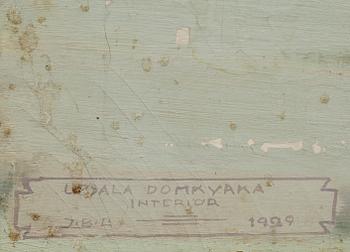 UPSALA DOMKYRKA
INTERIÖR
J.B-H 1929